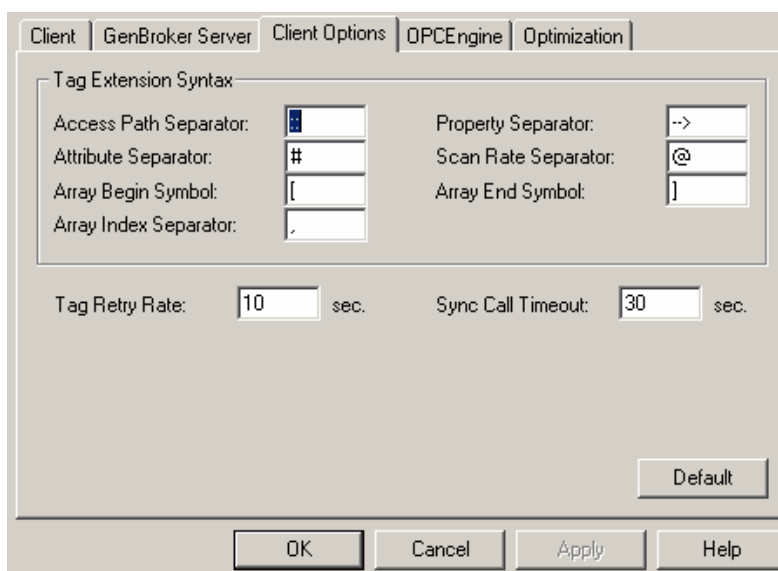 Client GenBroker Server Client Options OPCEngine Optimization
Tag Extension Syntax
Access Path Separator: :: Property Separator: -->
Attribute Separator: # Scan Rate Separator: @
Array Begin Symbol: [ Array End Symbol: ]
Array Index Separator: ,
Tag Retry Rate: 10 sec. Sync Call Timeout: 30 sec.
Default
OK Cancel Apply Help